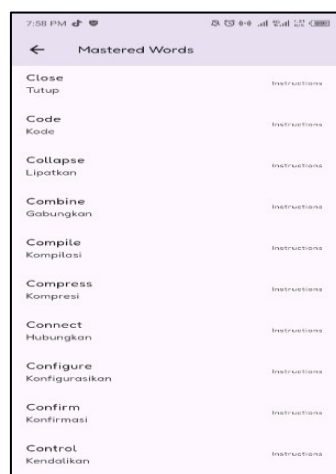 7:58 PM
Mastered Words
Close
Tutup
Instructions
Code
Kode
Instructions
Collapse
Lipatkan
Instructions
Combine
Gabungkan
Instructions
Compile
Kompilasi
Instructions
Compress
Kompresi
Instructions
Connect
Hubungkan
Instructions
Configure
Konfigurasikan
Instructions
Confirm
Konfirmasi
Instructions
Control
Kendalikan
Instructions